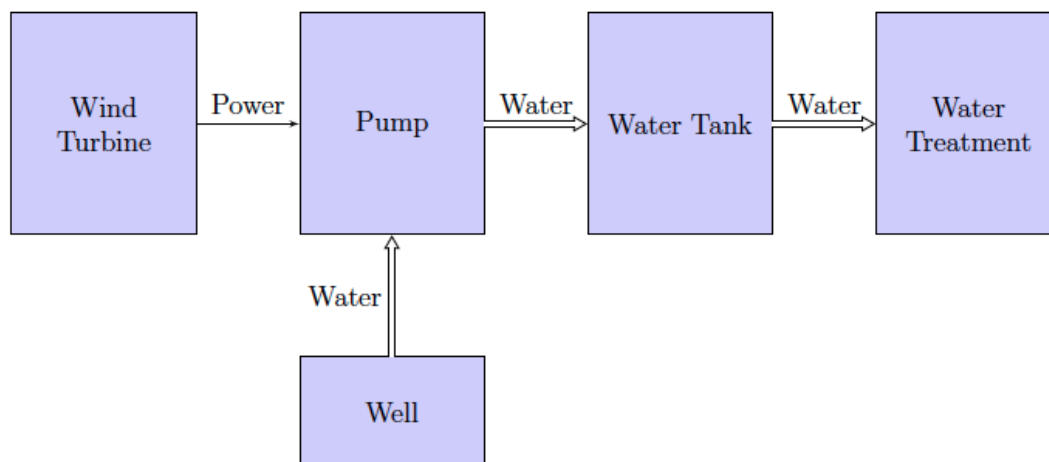 Wind
Turbine
Power
Pump
Water
Water Tank
Water
Water
Treatment
Water
Well